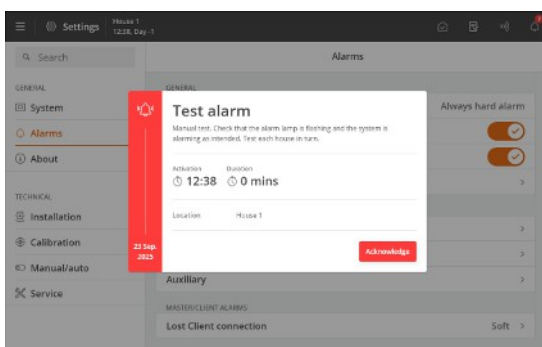 Settings
House 1
12:38, Day -1
Search
Alarms
GENERAL
System
Alarms
About
TECHNICAL
Installation
Calibration
Manual/auto
Service
GENERAL
Always hard alarm
Test alarm
Manual test. Check that the alarm lamp is flashing and the system is
alarming as intended. Test each house in turn.
Activation Duration
12:38 0 mins
Location House 1
23 Sep.
2025
Acknowledge
Auxiliary
MASTER/CLIENT ALARMS
Lost Client connection Soft